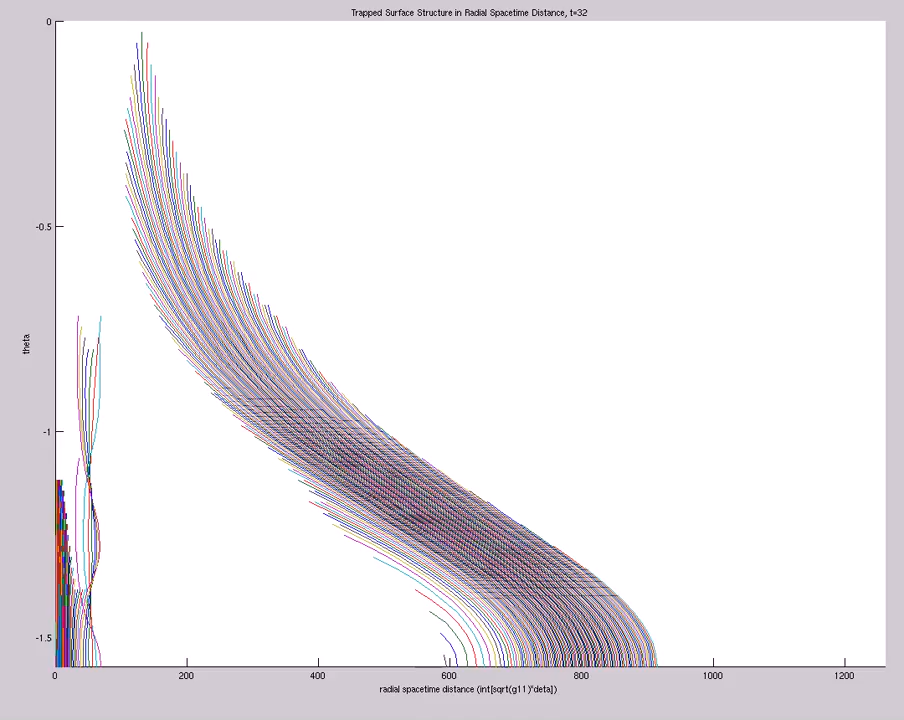 Trapped Surface Structure in Radial Spacetime Distance, t=32
0
-0.5
theta
-1
-1.5
0 200 400 600 800 1000 1200
radial spacetime distance (int[sqrt(g11)*deta])